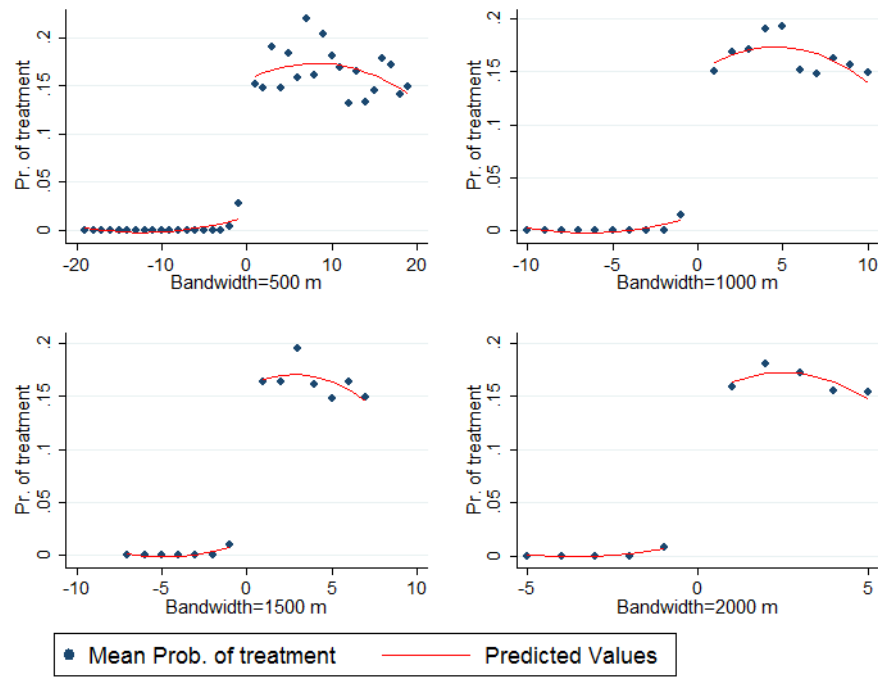 Pr. of treatment
.2
.15
.1
.05
0
-20 -10 0 10 20
Bandwidth=500 m
Pr. of treatment
.2
.15
.1
.05
0
-10 -5 0 5 10
Bandwidth=1000 m
Pr. of treatment
.2
.15
.1
.05
0
-10 -5 0 5 10
Bandwidth=1500 m
Pr. of treatment
.2
.15
.1
.05
0
-5 0 5
Bandwidth=2000 m
Mean Prob. of treatment Predicted Values